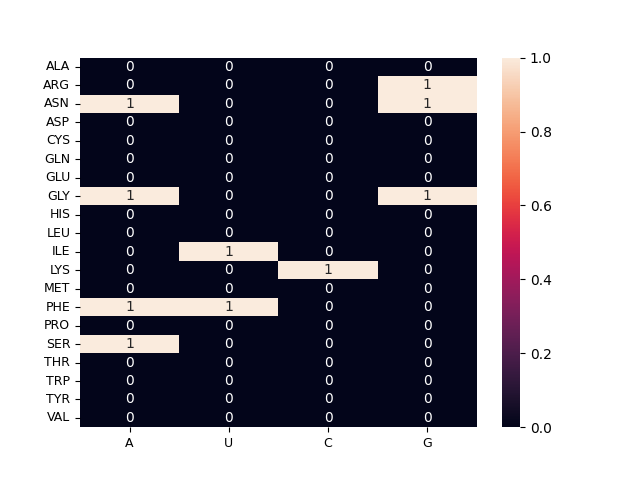 ALA 0 0 0 0
ARG 0 0 0 1
ASN 1 0 0 1
ASP 0 0 0 0
CYS 0 0 0 0
GLN 0 0 0 0
GLU 0 0 0 0
GLY 1 0 0 1
HIS 0 0 0 0
LEU 0 0 0 0
ILE 0 1 0 0
LYS 0 0 1 0
MET 0 0 0 0
PHE 1 1 0 0
PRO 0 0 0 0
SER 1 0 0 0
THR 0 0 0 0
TRP 0 0 0 0
TYR 0 0 0 0
VAL 0 0 0 0
A U C G
1.0
0.8
0.6
0.4
0.2
0.0